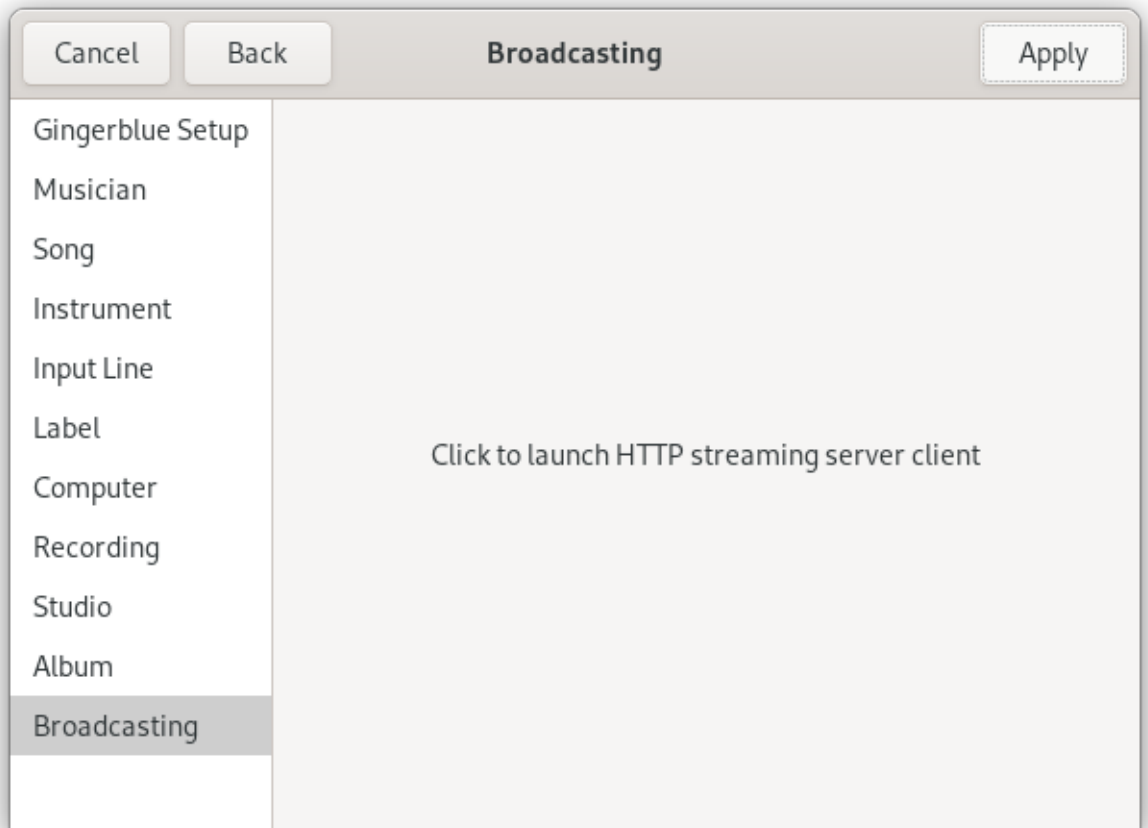 Cancel Back Broadcasting Apply
Gingerblue Setup
Musician
Song
Instrument
Input Line
Label
Computer
Recording
Studio
Album
Broadcasting
Click to launch HTTP streaming server client